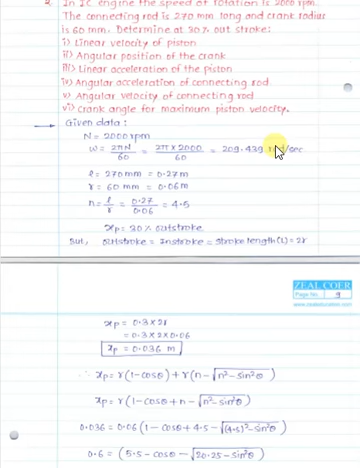 2. In IC engine the speed of rotation is 2000 rpm.
The connecting rod is 270 mm long and crank radius
is 60 mm. Determine at 30% out stroke:
i) Linear velocity of piston
ii) Angular position of the crank
iii) Linear acceleration of the piston
iv) Angular acceleration of connecting rod
v) Angular velocity of connecting rod
vi) Crank angle for maximum piston velocity.
→ Given data:
N = 2000 rpm
ω = 2πN/60 = 2π×2000/60 = 209.439 rad/sec
l = 270 mm = 0.27 m
r = 60 mm = 0.06 m
n = l/r = 0.27/0.06 = 4.5
xp = 30% outstroke
But, outstroke = Instroke = stroke length (L) = 2r
ZEAL COER
Page No. 9
xp = 0.3 × 2r
= 0.3 × 2 × 0.06
xp = 0.036 m
∴ xp = r(1-cosθ) + r(n - √n²-sin²θ)
xp = r(1-cosθ + n - √n²-sin²θ)
0.036 = 0.06(1-cosθ + 4.5 - √(4.5)²-sin²θ)
0.6 = (5.5 - cosθ - √20.25 - sin²θ)